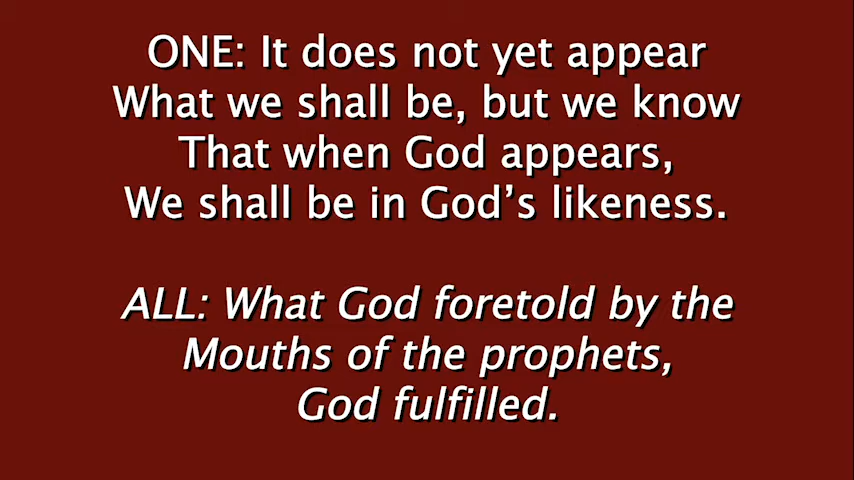 ONE: It does not yet appear
What we shall be, but we know
That when God appears,
We shall be in God’s likeness.
ALL: What God foretold by the
Mouths of the prophets,
God fulfilled.